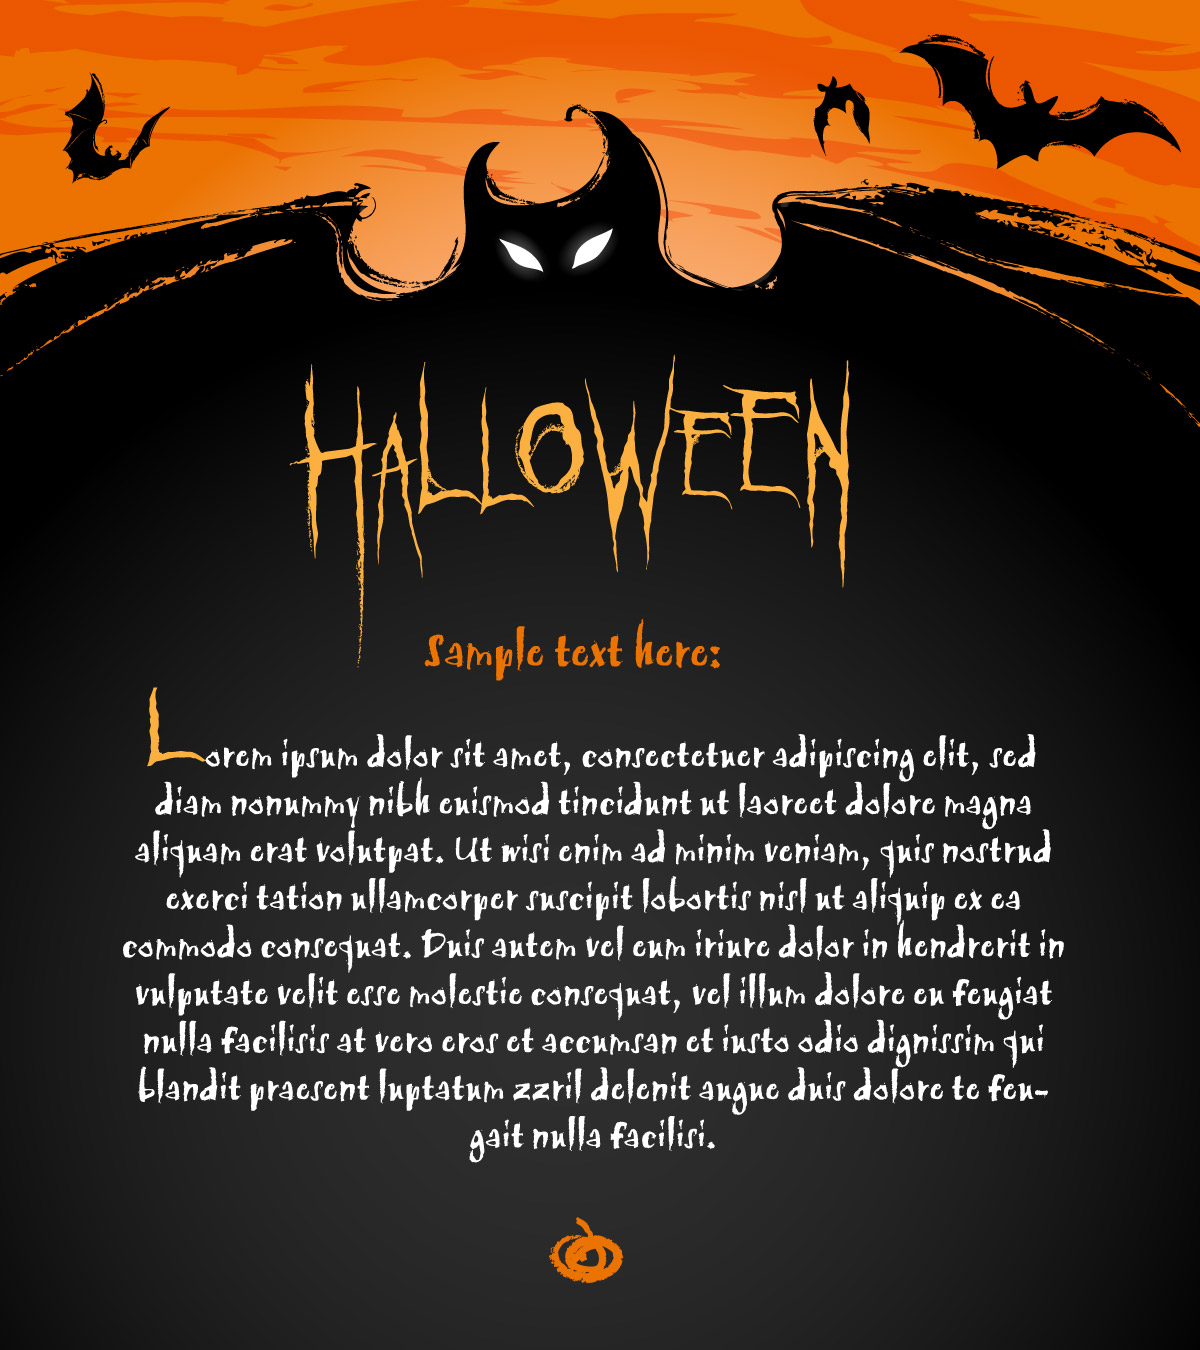 HALLOWEEN
Sample text here:
Lorem ipsum dolor sit amet, consectetuer adipiscing elit, sed
diam nonummy nibh euismod tincidunt ut laoreet dolore magna
aliquam erat volutpat. Ut wisi enim ad minim veniam, quis nostrud
exerci tation ullamcorper suscipit lobortis nisl ut aliquip ex ea
commodo consequat. Duis autem vel eum iriure dolor in hendrerit in
vulputate velit esse molestie consequat, vel illum dolore eu feugiat
nulla facilisis at vero eros et accumsan et iusto odio dignissim qui
blandit praesent luptatum zzril delenit augue duis dolore te feu-
gait nulla facilisi.